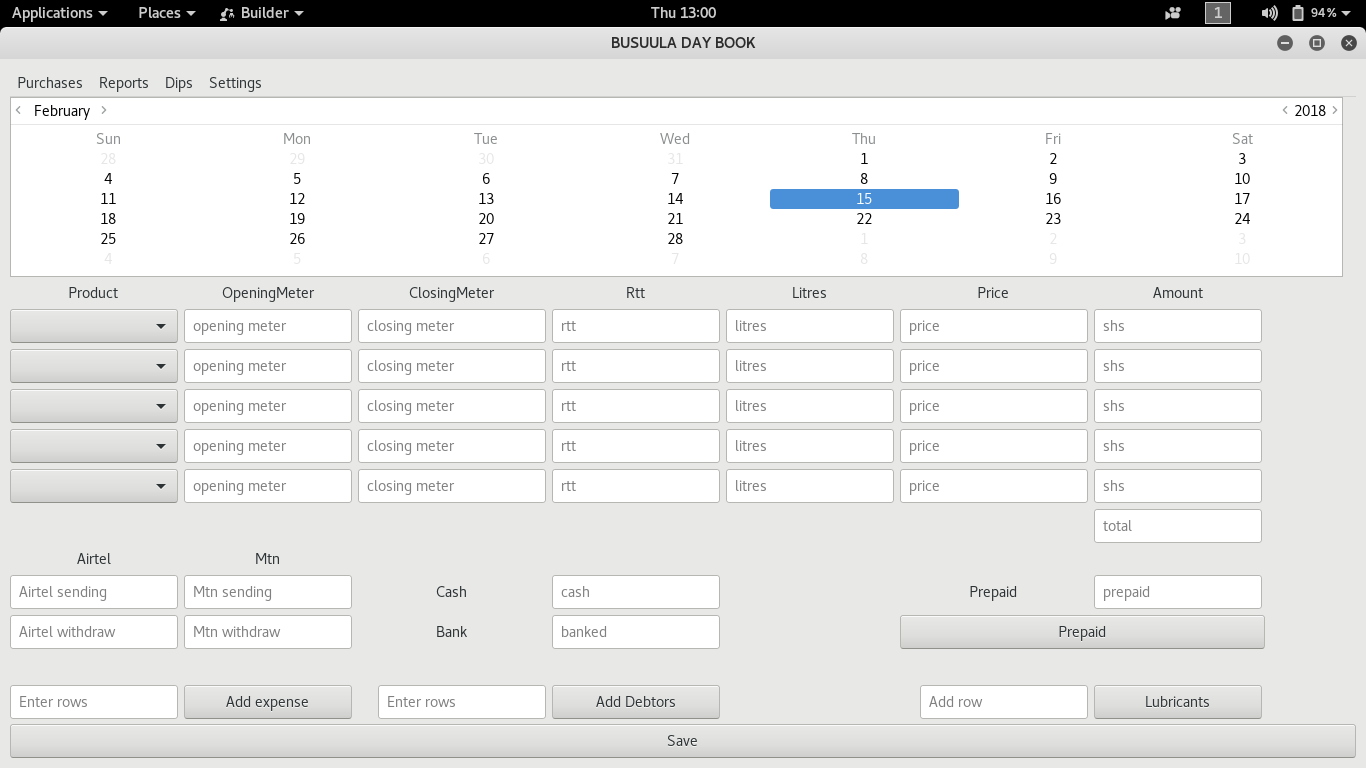 Applications Places Builder Thu 13:00 1 94%
BUSUULA DAY BOOK
Purchases Reports Dips Settings
February 2018
Sun Mon Tue Wed Thu Fri Sat
28 29 30 31 1 2 3
4 5 6 7 8 9 10
11 12 13 14 15 16 17
18 19 20 21 22 23 24
25 26 27 28 1 2 3
4 5 6 7 8 9 10
Product OpeningMeter ClosingMeter Rtt Litres Price Amount
opening meter closing meter rtt litres price shs
opening meter closing meter rtt litres price shs
opening meter closing meter rtt litres price shs
opening meter closing meter rtt litres price shs
opening meter closing meter rtt litres price shs
total
Airtel Mtn
Airtel sending Mtn sending Cash cash Prepaid prepaid
Airtel withdraw Mtn withdraw Bank banked Prepaid
Enter rows Add expense Enter rows Add Debtors Add row Lubricants
Save